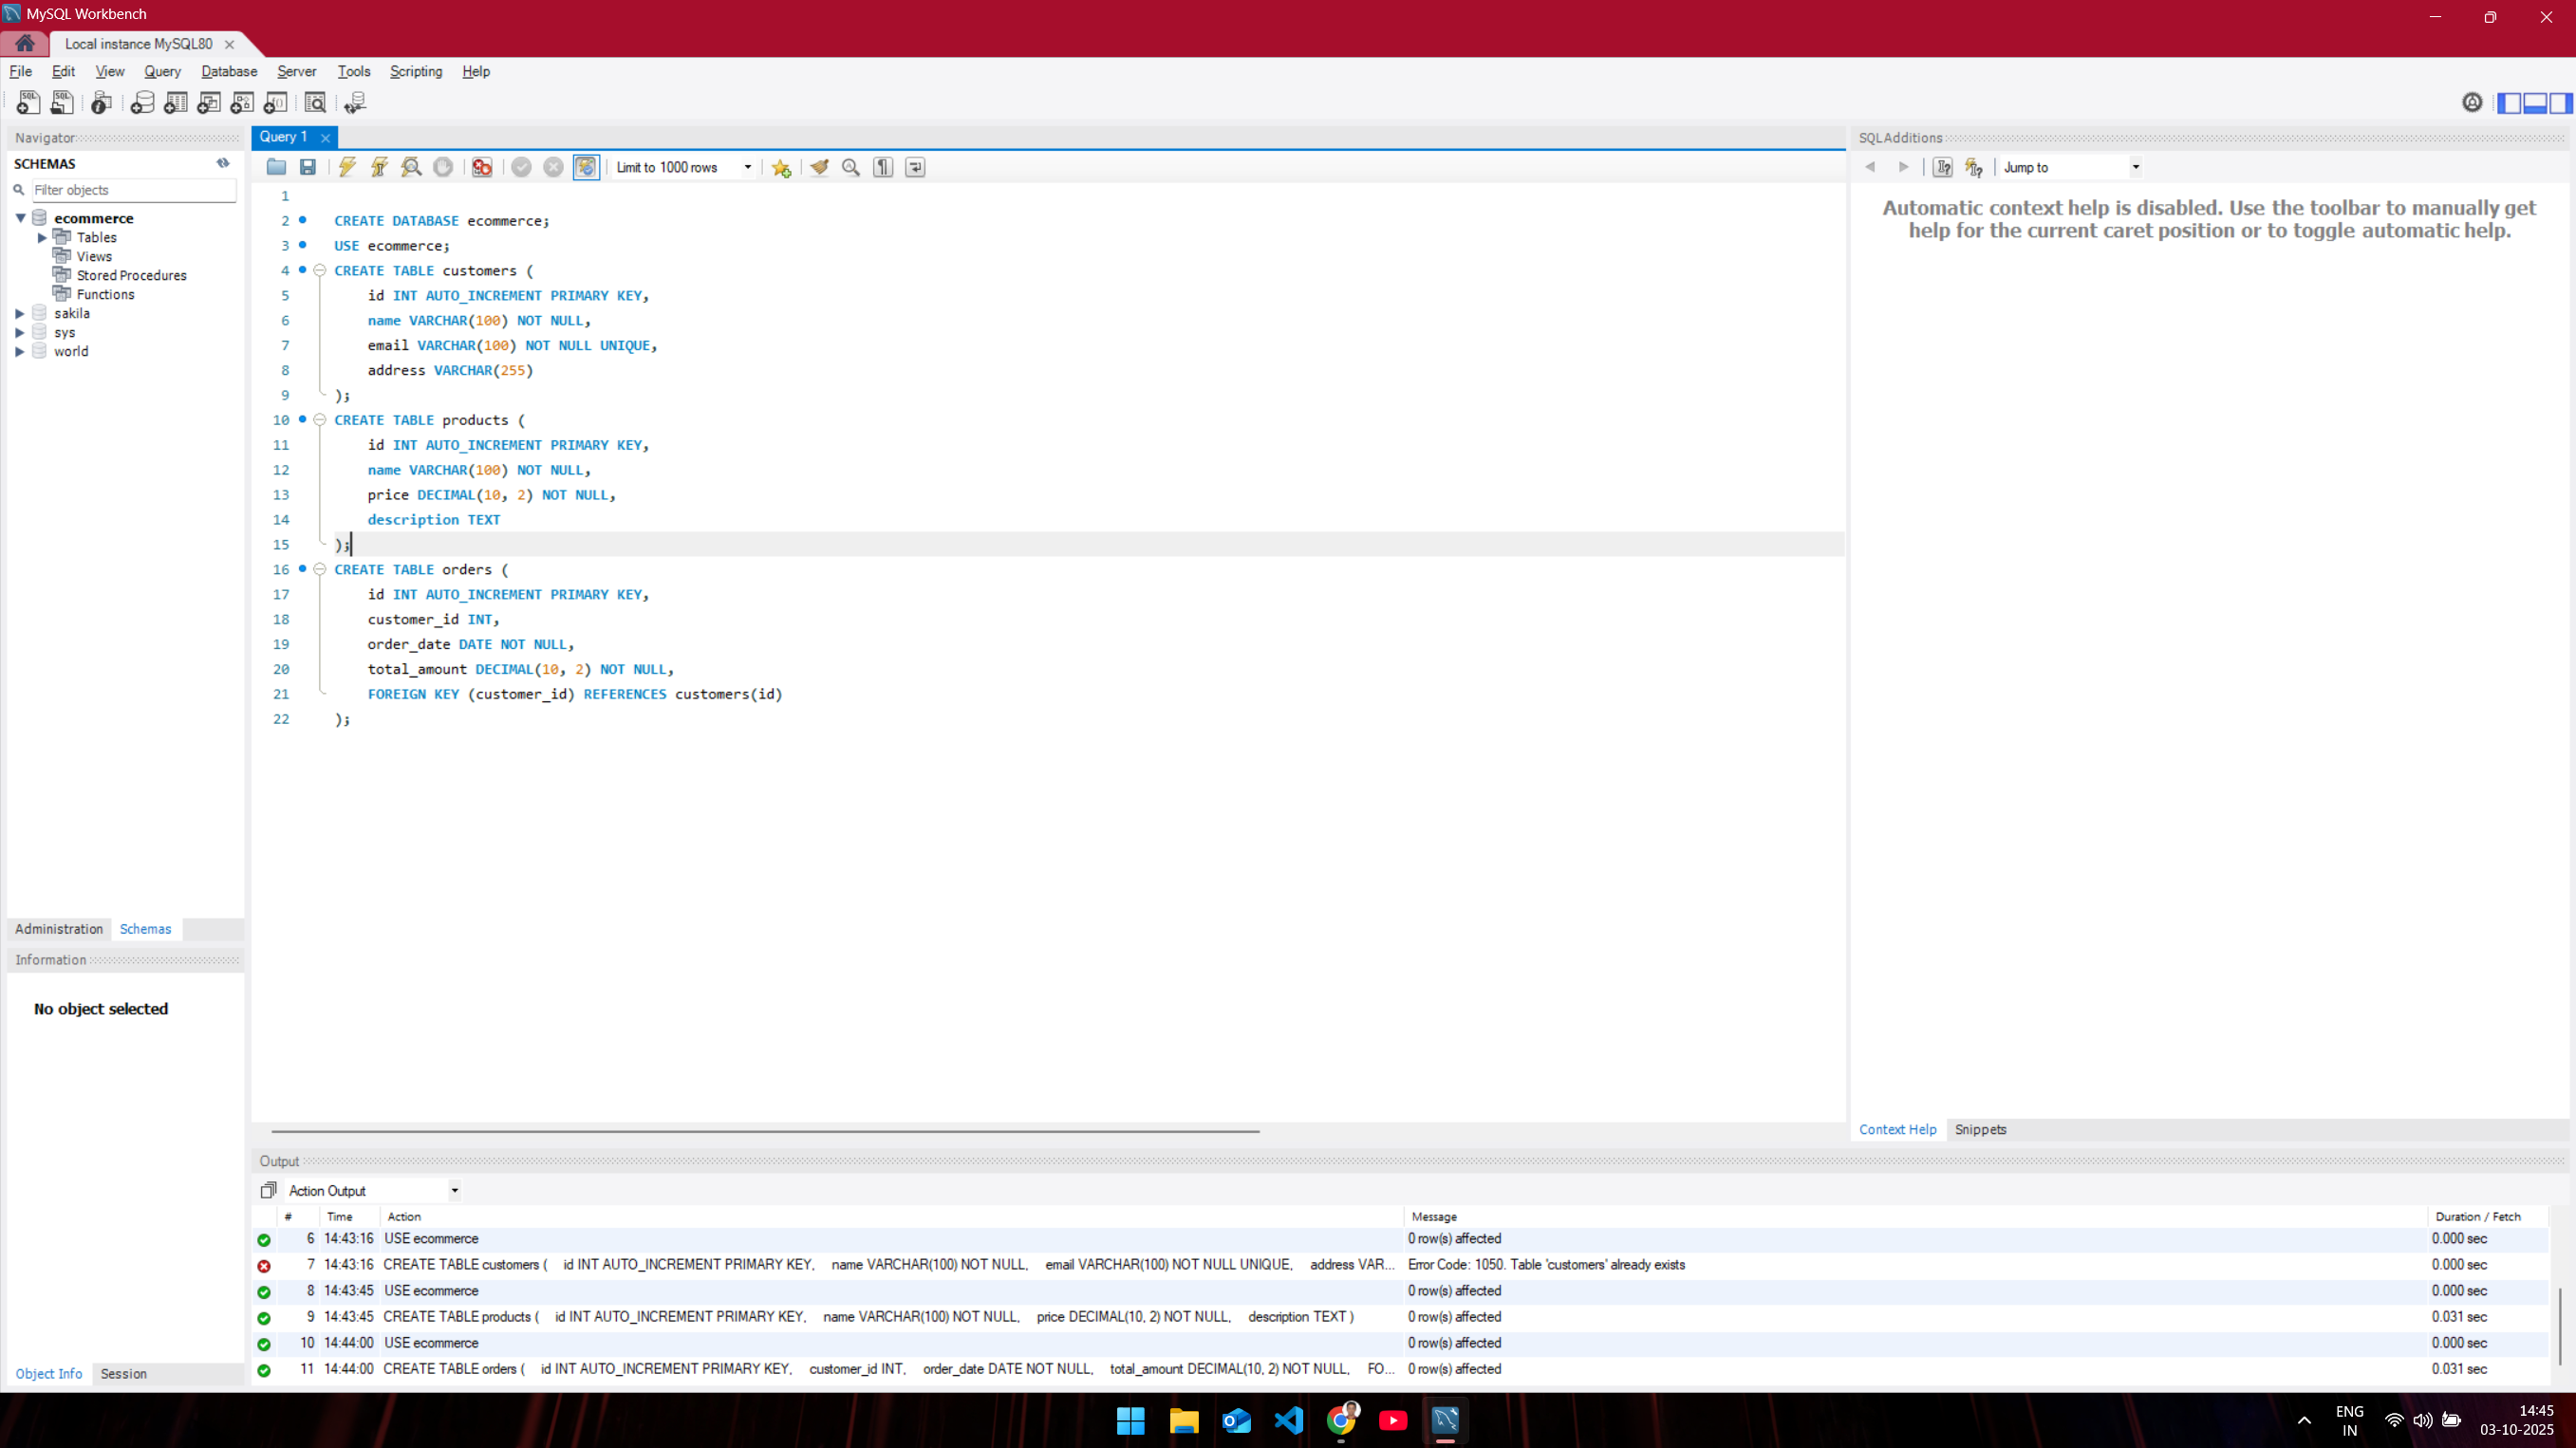 MySQL Workbench
Local instance MySQL80
File Edit View Query Database Server Tools Scripting Help
Navigator
SCHEMAS
Filter objects
ecommerce
Tables
Views
Stored Procedures
Functions
sakila
sys
world
Administration Schemas
Information
No object selected
Object Info Session
Query 1
Limit to 1000 rows
1
2 CREATE DATABASE ecommerce;
3 USE ecommerce;
4 CREATE TABLE customers (
5 id INT AUTO_INCREMENT PRIMARY KEY,
6 name VARCHAR(100) NOT NULL,
7 email VARCHAR(100) NOT NULL UNIQUE,
8 address VARCHAR(255)
9 );
10 CREATE TABLE products (
11 id INT AUTO_INCREMENT PRIMARY KEY,
12 name VARCHAR(100) NOT NULL,
13 price DECIMAL(10, 2) NOT NULL,
14 description TEXT
15 );
16 CREATE TABLE orders (
17 id INT AUTO_INCREMENT PRIMARY KEY,
18 customer_id INT,
19 order_date DATE NOT NULL,
20 total_amount DECIMAL(10, 2) NOT NULL,
21 FOREIGN KEY (customer_id) REFERENCES customers(id)
22 );
SQLAdditions
Jump to
Automatic context help is disabled. Use the toolbar to manually get
help for the current caret position or to toggle automatic help.
Context Help Snippets
Output
Action Output
# Time Action Message Duration / Fetch
6 14:43:16 USE ecommerce 0 row(s) affected 0.000 sec
7 14:43:16 CREATE TABLE customers ( id INT AUTO_INCREMENT PRIMARY KEY, name VARCHAR(100) NOT NULL, email VARCHAR(100) NOT NULL UNIQUE, address VAR... Error Code: 1050. Table 'customers' already exists 0.000 sec
8 14:43:45 USE ecommerce 0 row(s) affected 0.000 sec
9 14:43:45 CREATE TABLE products ( id INT AUTO_INCREMENT PRIMARY KEY, name VARCHAR(100) NOT NULL, price DECIMAL(10, 2) NOT NULL, description TEXT ) 0 row(s) affected 0.031 sec
10 14:44:00 USE ecommerce 0 row(s) affected 0.000 sec
11 14:44:00 CREATE TABLE orders ( id INT AUTO_INCREMENT PRIMARY KEY, customer_id INT, order_date DATE NOT NULL, total_amount DECIMAL(10, 2) NOT NULL, FO... 0 row(s) affected 0.031 sec
ENG
IN
14:45
03-10-2025